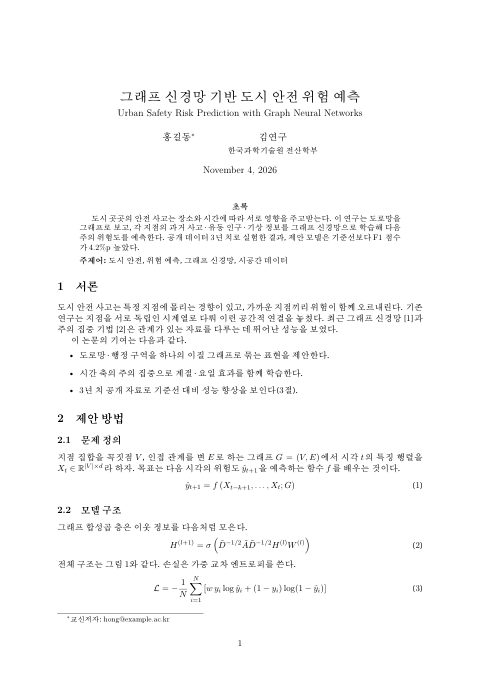 그래프 신경망 기반 도시 안전 위험 예측
Urban Safety Risk Prediction with Graph Neural Networks
홍길동* 김연구
한국과학기술원 전산학부
November 4, 2026
초록
도시 곳곳의 안전 사고는 장소와 시간에 따라 서로 영향을 주고받는다. 이 연구는 도로망을
그래프로 보고, 각 지점의 과거 사고·유동 인구·기상 정보를 그래프 신경망으로 학습해 다음
주의 위험도를 예측한다. 공개 데이터 3년 치로 실험한 결과, 제안 모델은 기준선보다 F1 점수
가 4.2%p 높았다.
주제어: 도시 안전, 위험 예측, 그래프 신경망, 시공간 데이터
1 서론
도시 안전 사고는 특정 지점에 몰리는 경향이 있고, 가까운 지점끼리 위험이 함께 오르내린다. 기존
연구는 지점을 서로 독립인 시계열로 다뤄 이런 공간적 연결을 놓쳤다. 최근 그래프 신경망 [1]과
주의 집중 기법 [2]은 관계가 있는 자료를 다루는 데 뛰어난 성능을 보였다.
이 논문의 기여는 다음과 같다.
• 도로망·행정 구역을 하나의 이질 그래프로 묶는 표현을 제안한다.
• 시간 축의 주의 집중으로 계절·요일 효과를 함께 학습한다.
• 3년 치 공개 자료로 기준선 대비 성능 향상을 보인다(3절).
2 제안 방법
2.1 문제 정의
지점 집합을 꼭짓점 V, 인접 관계를 변 E로 하는 그래프 G = (V, E)에서 시각 t의 특징 행렬을
X_t ∈ ℝ^{|V|×d}라 하자. 목표는 다음 시각의 위험도 ŷ_{t+1}을 예측하는 함수 f를 배우는 것이다.
ŷ_{t+1} = f (X_{t−k+1}, . . . , X_t; G) (1)
2.2 모델 구조
그래프 합성곱 층은 이웃 정보를 다음처럼 모은다.
H^{(l+1)} = σ (D̃^{−1/2} Ã D̃^{−1/2} H^{(l)} W^{(l)}) (2)
전체 구조는 그림 1와 같다. 손실은 가중 교차 엔트로피를 쓴다.
ℒ = − 1/N ∑_{i=1}^{N} [w y_i log ŷ_i + (1 − y_i) log(1 − ŷ_i)] (3)
*교신저자: hong@example.ac.kr
1